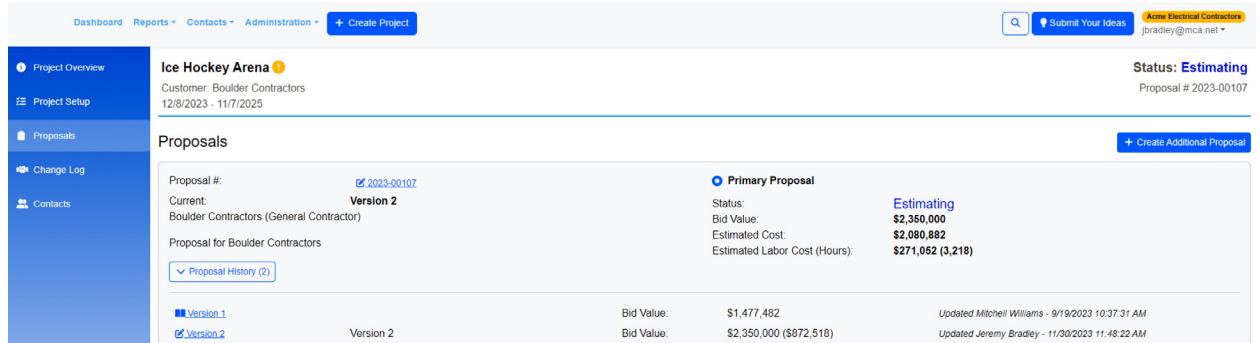 Dashboard Reports Contacts Administration + Create Project Submit Your Ideas Acme Electrical Contractors
jbradley@mca.net
Project Overview
Project Setup
Proposals
Change Log
Contacts
Ice Hockey Arena
Customer: Boulder Contractors
12/8/2023 - 11/7/2025
Status: Estimating
Proposal # 2023-00107
Proposals
+ Create Additional Proposal
Proposal #: 2023-00107
Current: Version 2
Boulder Contractors (General Contractor)
Proposal for Boulder Contractors
Proposal History (2)
Primary Proposal
Status: Estimating
Bid Value: $2,350,000
Estimated Cost: $2,080,882
Estimated Labor Cost (Hours): $271,052 (3,218)
Version 1 Bid Value: $1,477,482 Updated Mitchell Williams - 9/19/2023 10:37:31 AM
Version 2 Version 2 Bid Value: $2,350,000 ($872,518) Updated Jeremy Bradley - 11/30/2023 11:48:22 AM